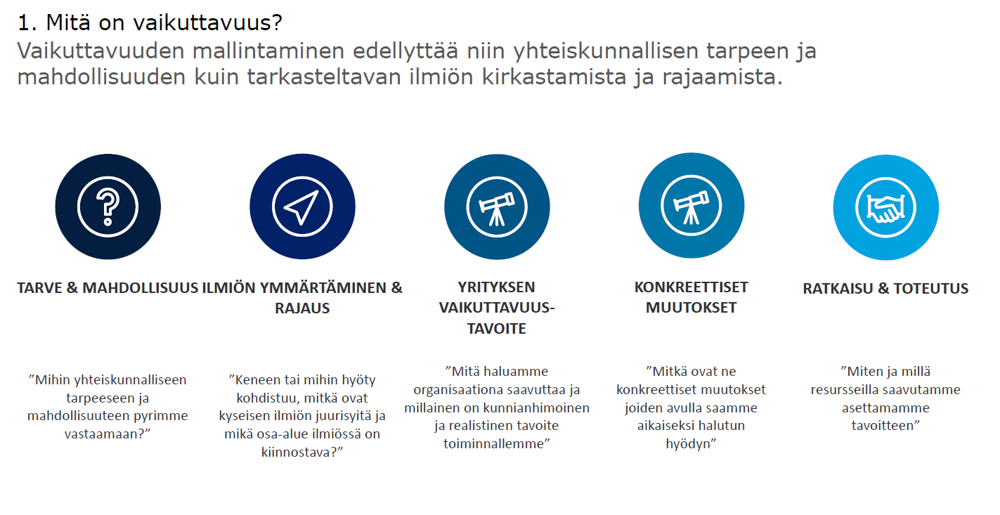 1. Mitä on vaikuttavuus?
Vaikuttavuuden mallintaminen edellyttää niin yhteiskunnallisen tarpeen ja
mahdollisuuden kuin tarkasteltavan ilmiön kirkastamista ja rajaamista.
TARVE & MAHDOLLISUUS
ILMIÖN YMMÄRTÄMINEN &
RAJAUS
YRITYKSEN
VAIKUTTAVUUS-
TAVOITE
KONKREETTISET
MUUTOKSET
RATKAISU & TOTEUTUS
”Mihin yhteiskunnalliseen
tarpeeseen ja
mahdollisuuteen pyrimme
vastaamaan?”
”Keneen tai mihin hyöty
kohdistuu, mitkä ovat
kyseisen ilmiön juurisyitä ja
mikä osa-alue ilmiössä on
kiinnostava?”
”Mitä haluamme
organisaationa saavuttaa ja
millainen on kunnianhimoinen
ja realistinen tavoite
toiminnallemme”
”Mitkä ovat ne
konkreettiset muutokset
joiden avulla saamme
aikaiseksi halutun
hyödyn”
”Miten ja millä
resursseilla saavutamme
asettamamme
tavoitteen”